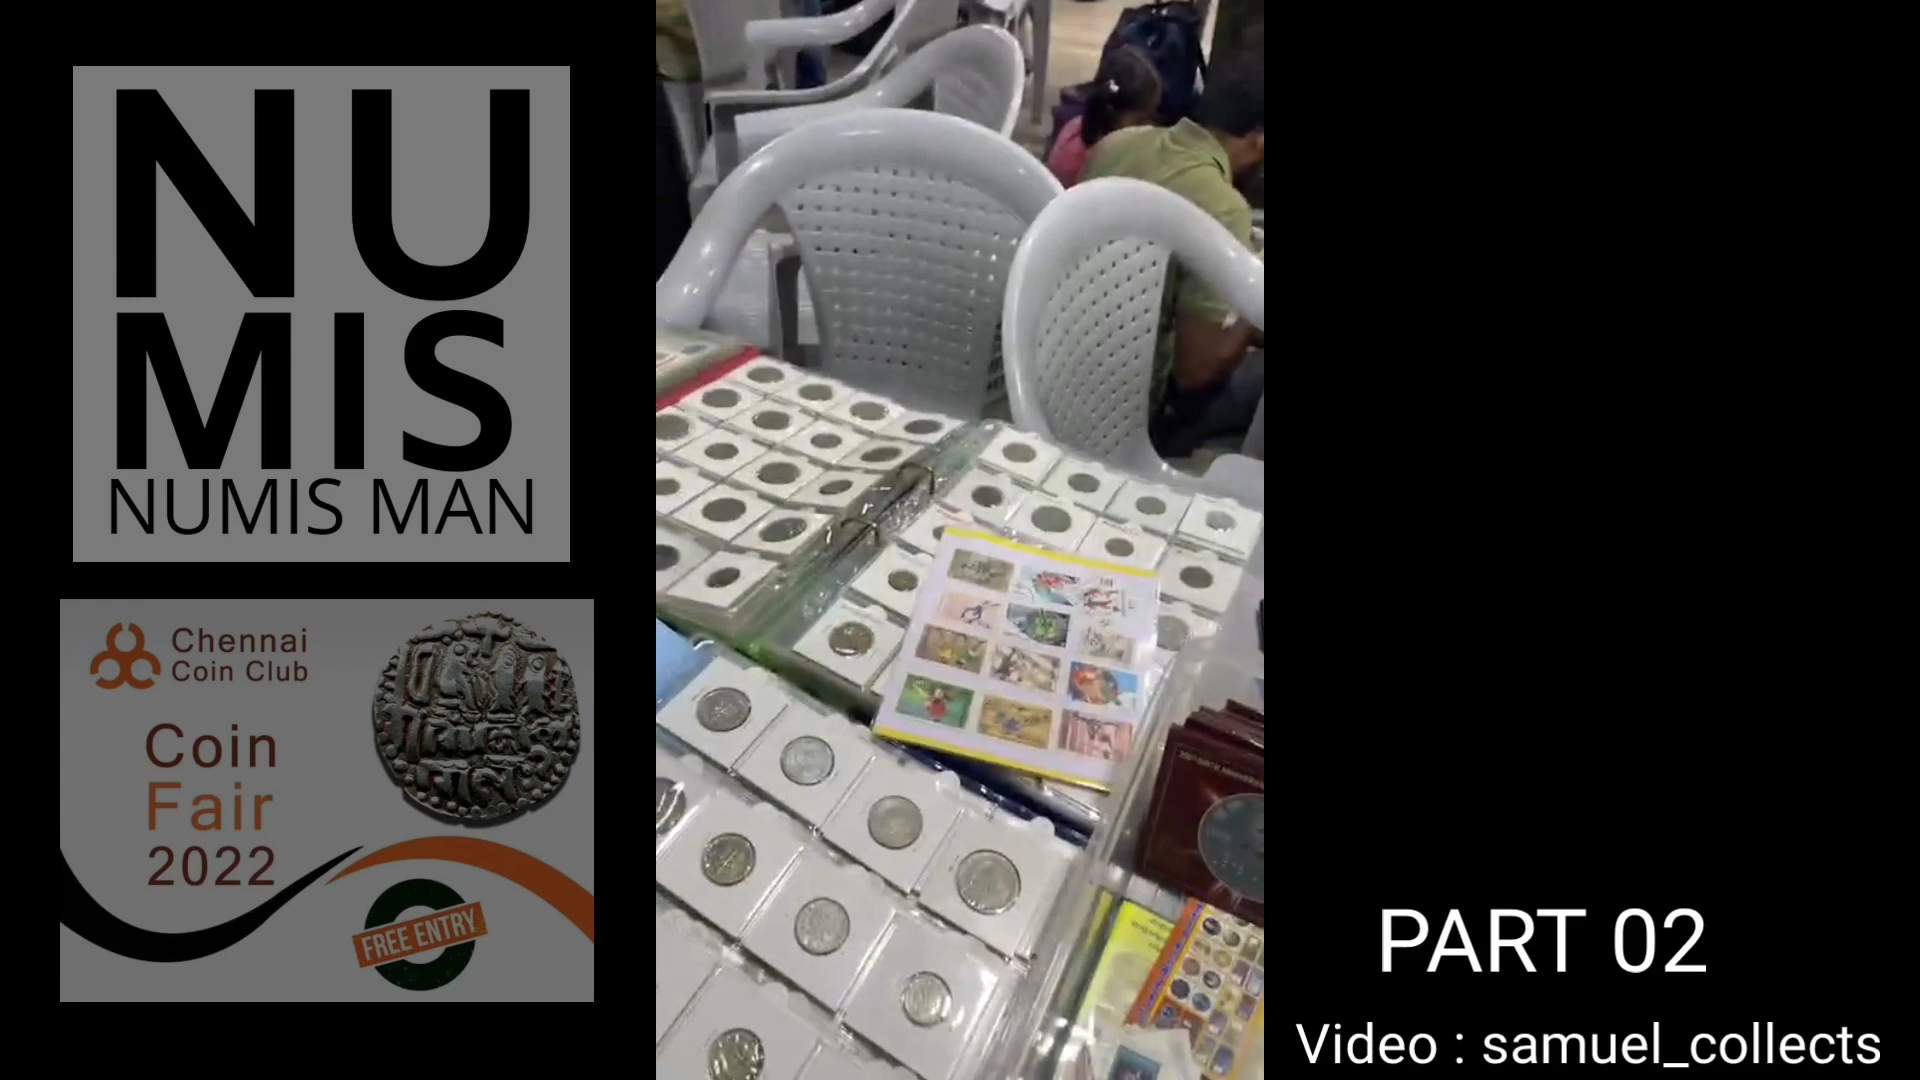 NU
MIS
NUMIS MAN
Chennai
Coin Club
Coin
Fair
2022
FREE ENTRY
PART 02
Video : samuel_collects